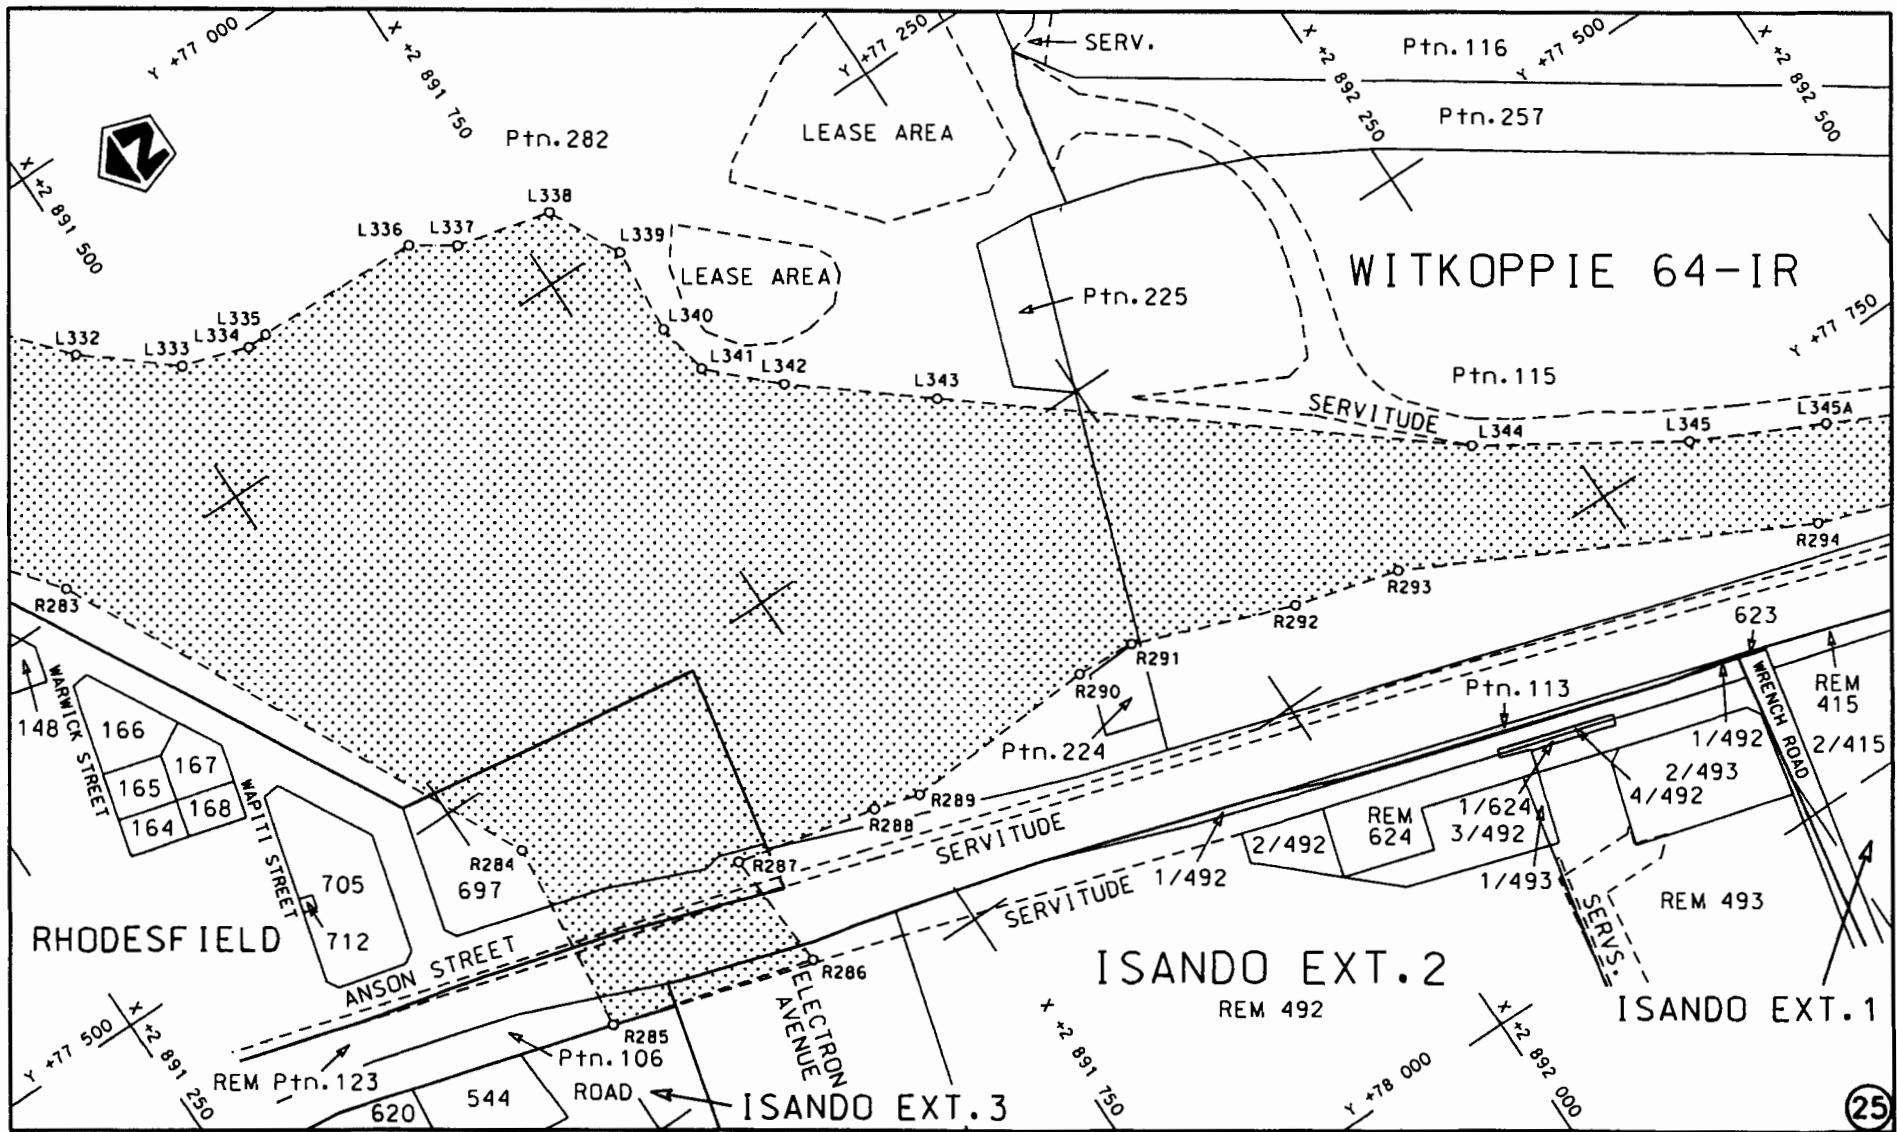 Y +77 000
X +2 891 750
Y +77 250
SERV.
X +2 892 250
Ptn.116
Y +77 500
X +2 892 500
Ptn.282
LEASE AREA
Ptn.257
N
X +2 891 500
L336
L337
L338
L339
LEASE AREA
WITKOPPIE 64-IR
Ptn.225
L332
L333
L334
L335
L340
L341
L342
L343
Y +77 750
Ptn.115
SERVITUDE
L344
L345
L345A
R283
R294
R293
R292
R291
R290
623
148
WARWICK STREET
166
167
165
168
164
WAPITI STREET
Ptn.224
Ptn.113
WRENCH ROAD
REM
415
1/492
2/415
2/493
4/492
1/624
3/492
REM
624
2/492
1/493
R289
R288
R287
R284
697
SERVITUDE
1/492
SERVITUDE
705
712
RHODESFIELD
ANSON STREET
R286
R285
ELECTRON
AVENUE
ISANDO EXT.2
REM 492
REM 493
SERVS.
ISANDO EXT.1
Y +77 500
X +2 891 250
REM Ptn.123
Ptn.106
ROAD
620
544
ISANDO EXT.3
X +2 891 750
Y +78 000
X +2 892 000
25